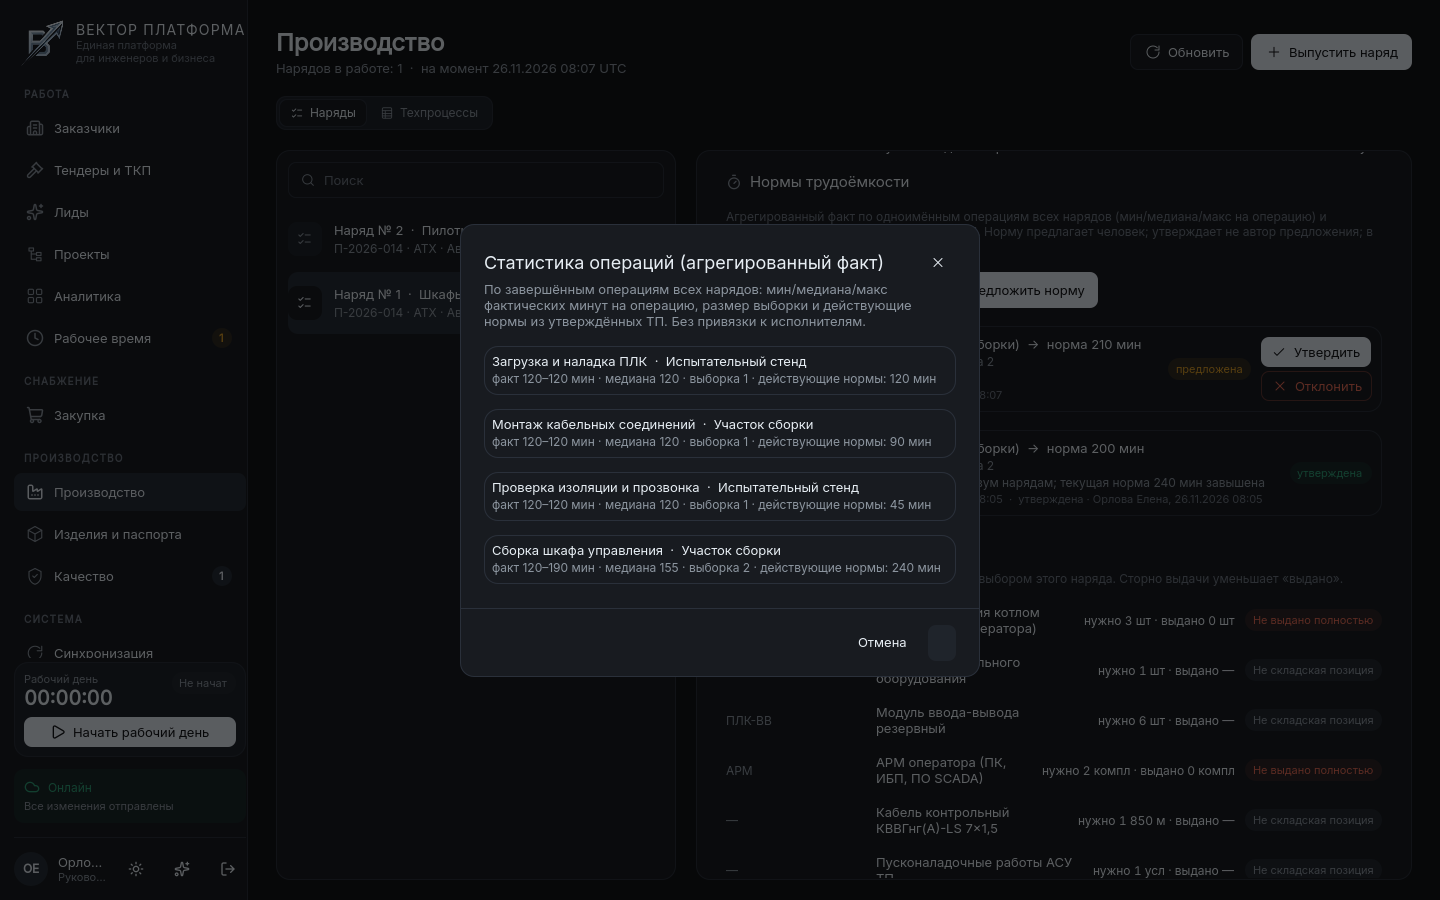 ВЕКТОР ПЛАТФОРМА
Единая платформа
для инженеров и бизнеса
РАБОТА
Заказчики
Тендеры и ТКП
Лиды
Проекты
Аналитика
Рабочее время
1
СНАБЖЕНИЕ
Закупка
ПРОИЗВОДСТВО
Производство
Изделия и паспорта
Качество
1
СИСТЕМА
Синхронизация
Рабочий день
Не начат
00:00:00
Начать рабочий день
Онлайн
Все изменения отправлены
ОЕ
Орло...
Руково...
Производство
Нарядов в работе: 1 · на момент 26.11.2026 08:07 UTC
Обновить
Выпустить наряд
Наряды
Техпроцессы
Поиск
Наряд № 2 ·
П-2026-014 · АТХ ·
Наряд № 1 ·
П-2026-014 · АТХ ·
Нормы трудоёмкости
Агрегированный факт по одноимённым операциям всех нарядов (мин/медиана/макс на операцию) и
Норму предлагает человек; утверждает не автор предложения; в
норму
→ норма 210 мин
2
предложена
Утвердить
Отклонить
→ норма 200 мин
2
нарядам; текущая норма 240 мин завышена
· утверждена · Орлова Елена, 26.11.2026 08:05
утверждена
выбором этого наряда. Сторно выдачи уменьшает «выдано».
котлом
нужно 3 шт · выдано 0 шт
Не выдано полностью
оборудования
нужно 1 шт · выдано —
Не складская позиция
ПЛК-ВВ
Модуль ввода-вывода
резервный
нужно 6 шт · выдано —
Не складская позиция
АРМ
АРМ оператора (ПК,
ИБП, ПО SCADA)
нужно 2 компл · выдано 0 компл
Не выдано полностью
—
Кабель контрольный
КВВГнг(А)-LS 7×1,5
нужно 1 850 м · выдано —
Не складская позиция
—
Пусконаладочные работы АСУ
ТП
нужно 1 усл · выдано —
Не складская позиция
Статистика операций (агрегированный факт)
По завершённым операциям всех нарядов: мин/медиана/макс
фактических минут на операцию, размер выборки и действующие
нормы из утверждённых ТП. Без привязки к исполнителям.
Загрузка и наладка ПЛК · Испытательный стенд
факт 120–120 мин · медиана 120 · выборка 1 · действующие нормы: 120 мин
Монтаж кабельных соединений · Участок сборки
факт 120–120 мин · медиана 120 · выборка 1 · действующие нормы: 90 мин
Проверка изоляции и прозвонка · Испытательный стенд
факт 120–120 мин · медиана 120 · выборка 1 · действующие нормы: 45 мин
Сборка шкафа управления · Участок сборки
факт 120–190 мин · медиана 155 · выборка 2 · действующие нормы: 240 мин
Отмена